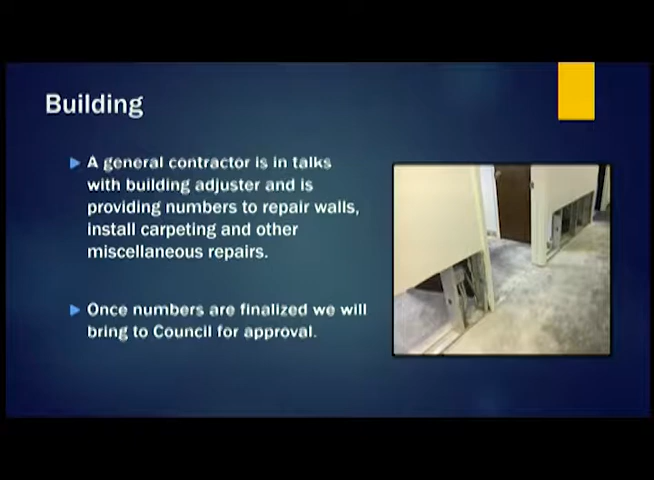 Building
A general contractor is in talks
with building adjuster and is
providing numbers to repair walls,
install carpeting and other
miscellaneous repairs.
Once numbers are finalized we will
bring to Council for approval.